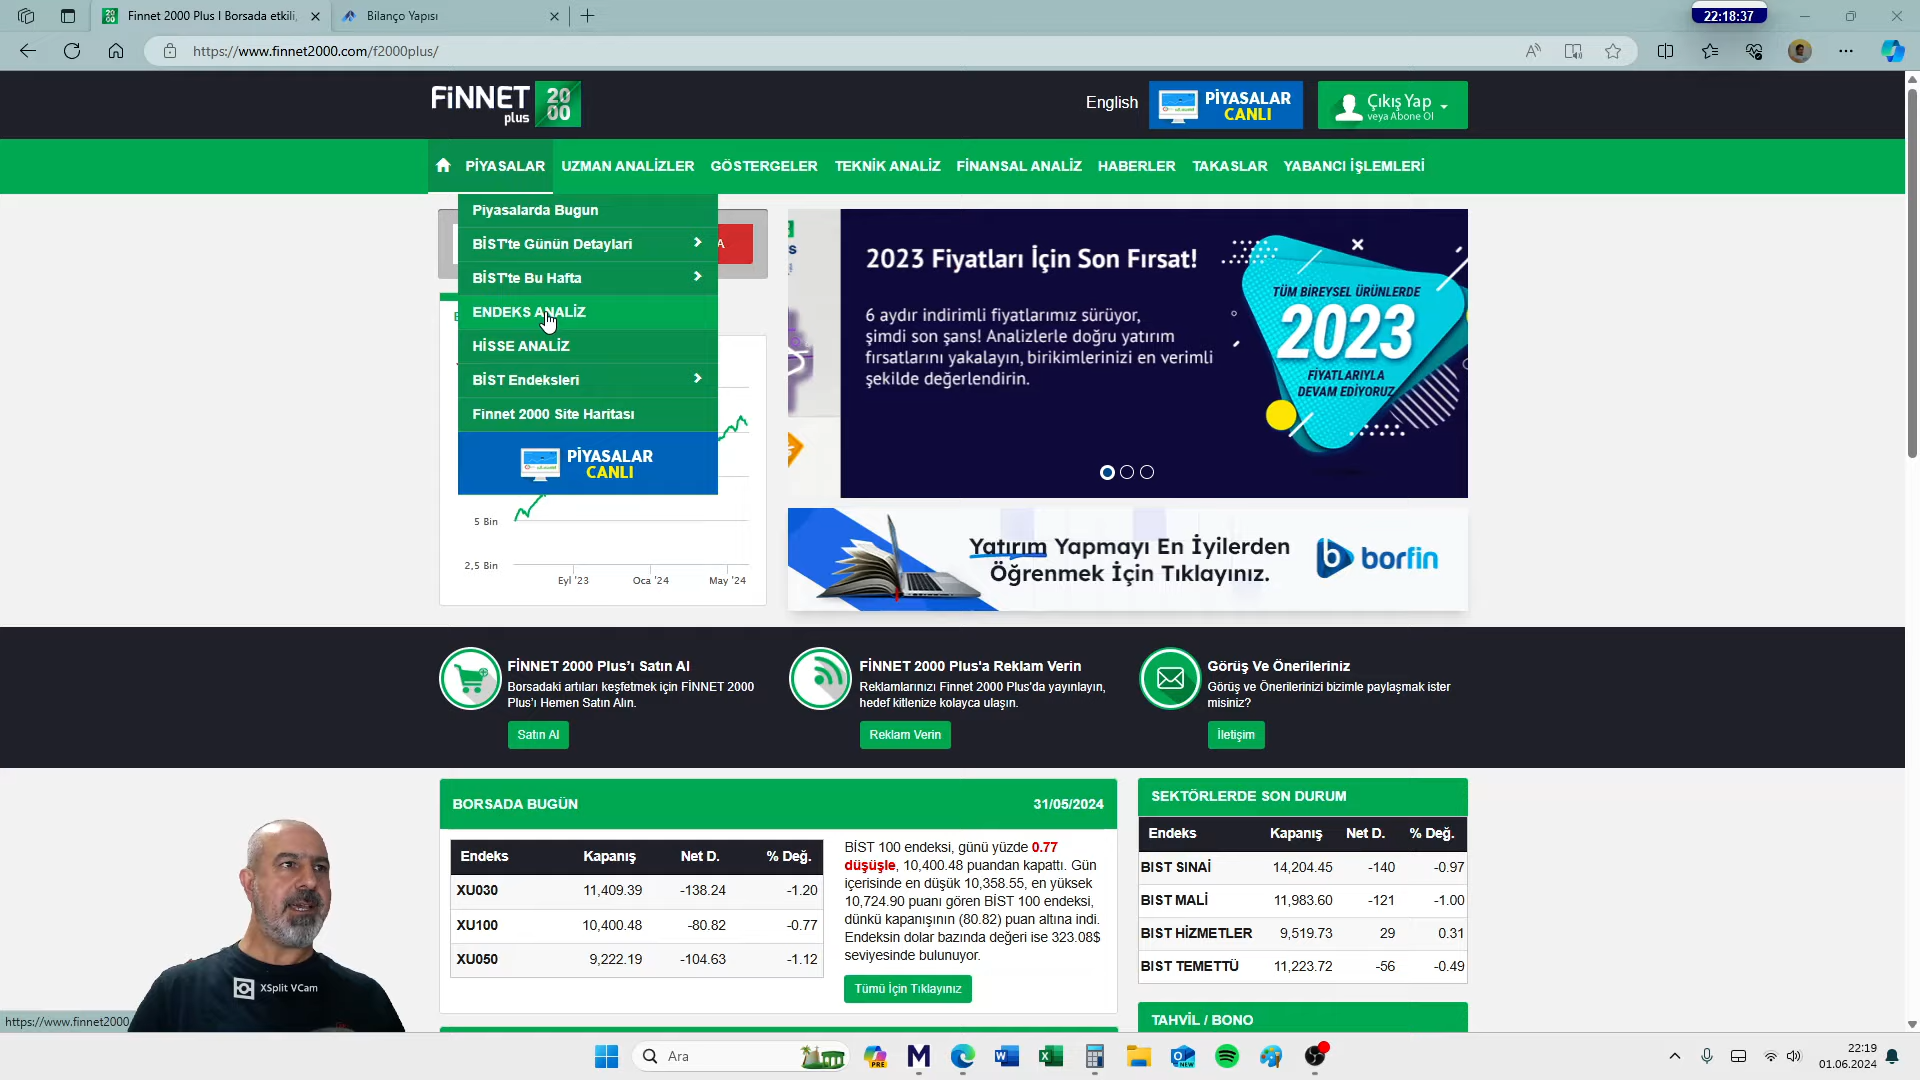 Finnet 2000 Plus I Borsada etkili,
Bilanço Yapısı
22:18:37
https://www.finnet2000.com/f2000plus/
FiNNET
plus
20
00
English
PİYASALAR
CANLI
Çıkış Yap
veya Abone Ol
PİYASALAR
UZMAN ANALİZLER
GÖSTERGELER
TEKNİK ANALİZ
FİNANSAL ANALİZ
HABERLER
TAKASLAR
YABANCI İŞLEMLERİ
Piyasalarda Bugun
BİST'te Günün Detaylari
BİST'te Bu Hafta
ENDEKS ANALİZ
HİSSE ANALİZ
BİST Endeksleri
Finnet 2000 Site Haritası
PİYASALAR
CANLI
A
5 Bin
2,5 Bin
Eyl '23
Oca '24
May '24
2023 Fiyatları İçin Son Fırsat!
6 aydır indirimli fiyatlarımız sürüyor,
şimdi son şans! Analizlerle doğru yatırım
fırsatlarını yakalayın, birikimlerinizi en verimli
şekilde değerlendirin.
TÜM BİREYSEL ÜRÜNLERDE
2023
FİYATLARIYLA
DEVAM EDİYORUZ
Yatırım Yapmayı En İyilerden
Öğrenmek İçin Tıklayınız.
b borfin
FİNNET 2000 Plus'ı Satın Al
Borsadaki artıları keşfetmek için FİNNET 2000
Plus'ı Hemen Satın Alın.
Satın Al
FİNNET 2000 Plus'a Reklam Verin
Reklamlarınızı Finnet 2000 Plus'da yayınlayın,
hedef kitlenize kolayca ulaşın.
Reklam Verin
Görüş Ve Önerileriniz
Görüş ve Önerilerinizi bizimle paylaşmak ister
misiniz?
İletişim
BORSADA BUGÜN
31/05/2024
Endeks Kapanış Net D. % Değ.
XU030 11,409.39 -138.24 -1.20
XU100 10,400.48 -80.82 -0.77
XU050 9,222.19 -104.63 -1.12
BİST 100 endeksi, günü yüzde 0.77
düşüşle, 10,400.48 puandan kapattı. Gün
içerisinde en düşük 10,358.55, en yüksek
10,724.90 puanı gören BİST 100 endeksi,
dünkü kapanışının (80.82) puan altına indi.
Endeksin dolar bazında değeri ise 323.08$
seviyesinde bulunuyor.
Tümü İçin Tıklayınız
SEKTÖRLERDE SON DURUM
Endeks Kapanış Net D. % Değ.
BIST SINAİ 14,204.45 -140 -0.97
BIST MALİ 11,983.60 -121 -1.00
BIST HİZMETLER 9,519.73 29 0.31
BIST TEMETTÜ 11,223.72 -56 -0.49
TAHVİL / BONO
XSplit VCam
https://www.finnet2000
Ara
PRE
NEW
22:19
01.06.2024